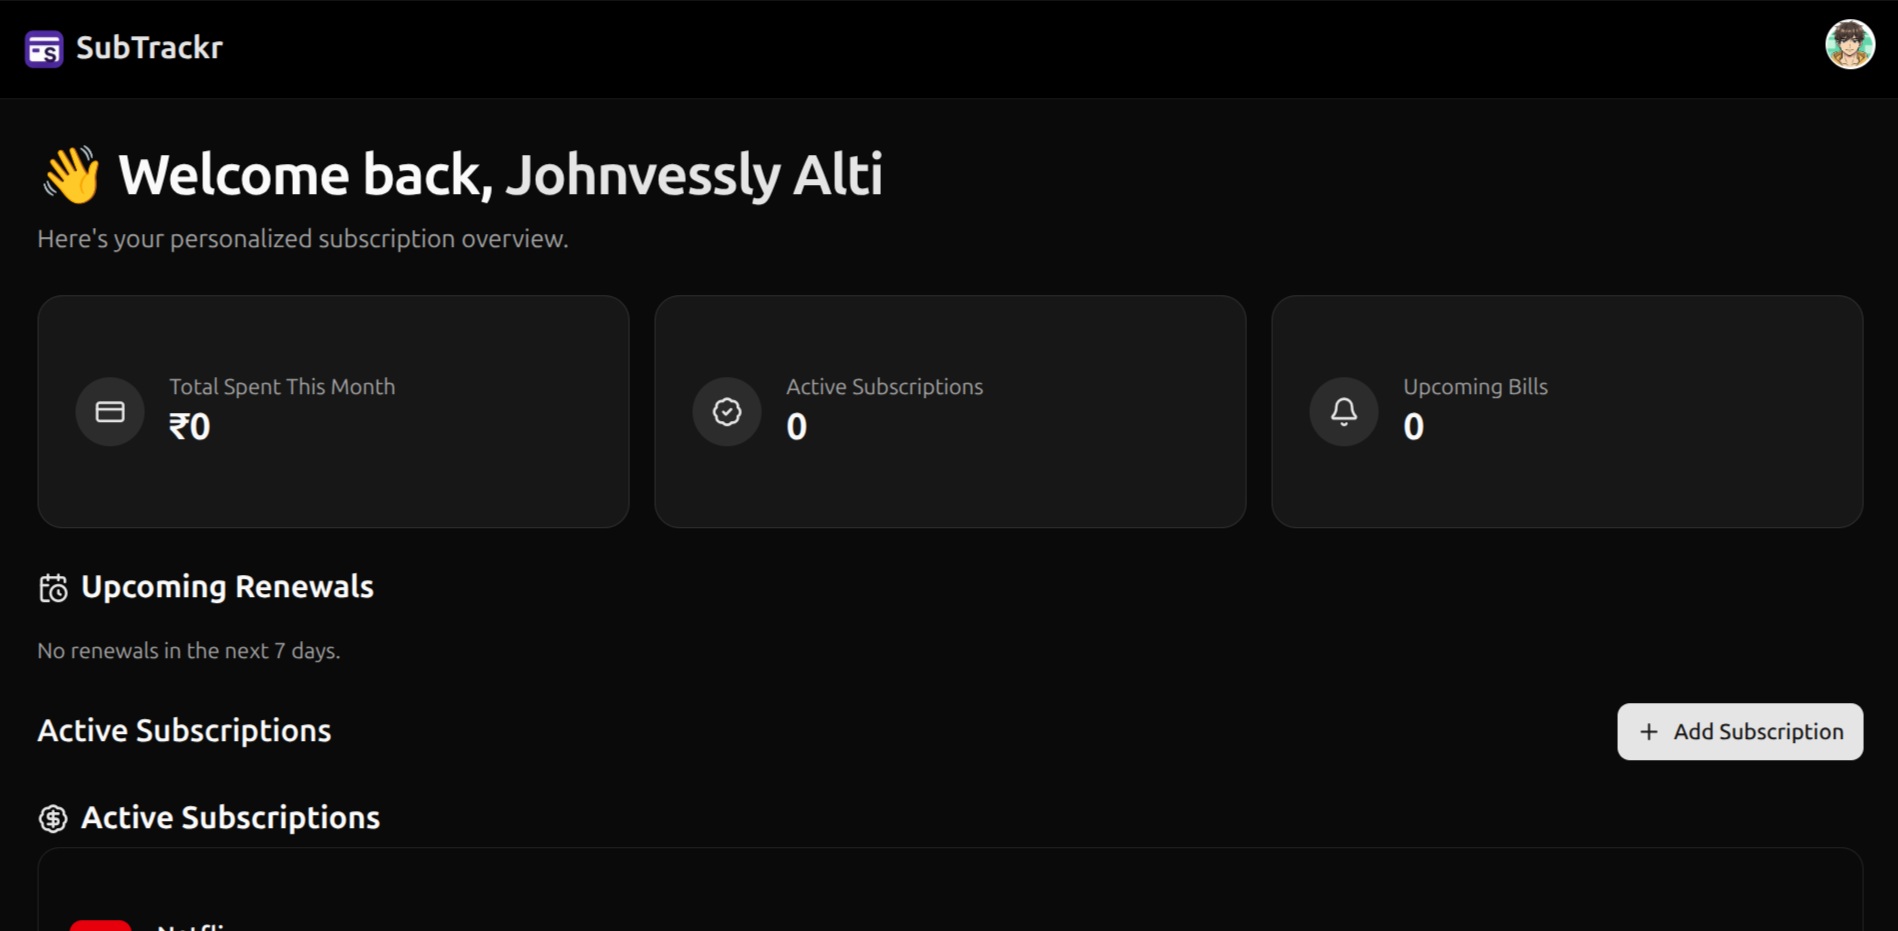 SubTrackr
👋 Welcome back, Johnvessly Alti
Here's your personalized subscription overview.
Total Spent This Month
₹0
Active Subscriptions
0
Upcoming Bills
0
Upcoming Renewals
No renewals in the next 7 days.
Active Subscriptions
+ Add Subscription
Active Subscriptions